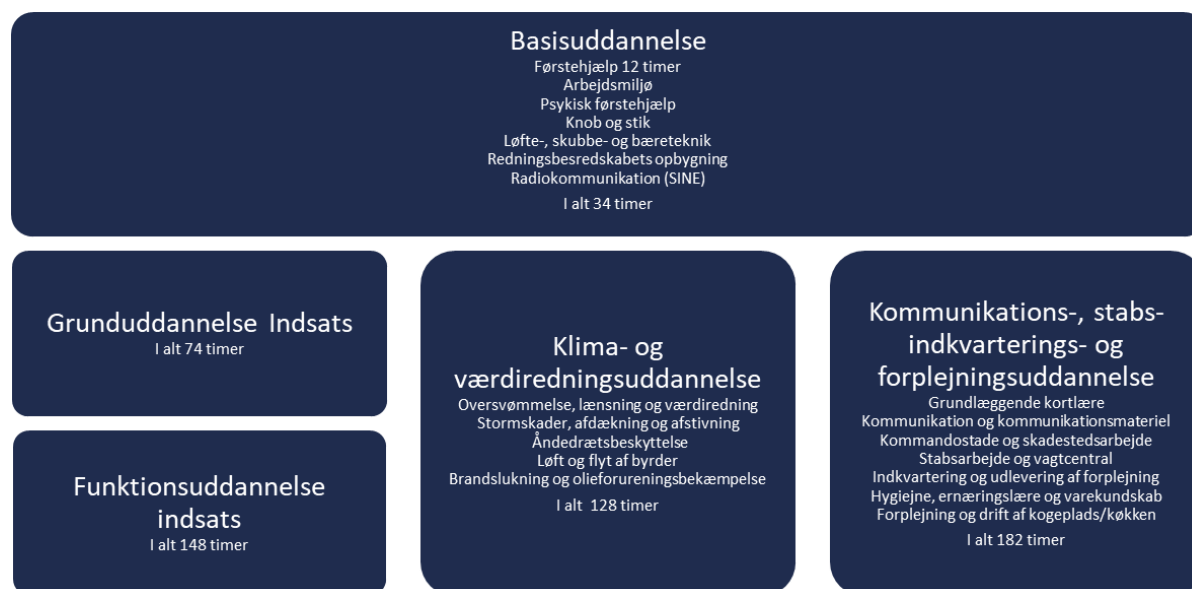 Basisuddannelse
Førstehjælp 12 timer
Arbejdsmiljø
Psykisk førstehjælp
Knob og stik
Løfte-, skubbe- og bæreteknik
Redningsbesredskabets opbygning
Radiokommunikation (SINE)
I alt 34 timer
Grunduddannelse Indsats
I alt 74 timer
Funktionsuddannelse
indsats
I alt 148 timer
Klima- og
værdiredningsuddannelse
Oversvømmelse, lænsning og værdiredning
Stormskader, afdækning og afstivning
Åndedrætsbeskyttelse
Løft og flyt af byrder
Brandslukning og olieforureningsbekæmpelse
I alt 128 timer
Kommunikations-, stabs-
indkvarterings- og
forplejningsuddannelse
Grundlæggende kortlære
Kommunikation og kommunikationsmateriel
Kommandostade og skadestedsarbejde
Stabsarbejde og vagtcentral
Indkvartering og udlevering af forplejning
Hygiejne, ernæringslære og varekundskab
Forplejning og drift af kogeplads/køkken
I alt 182 timer